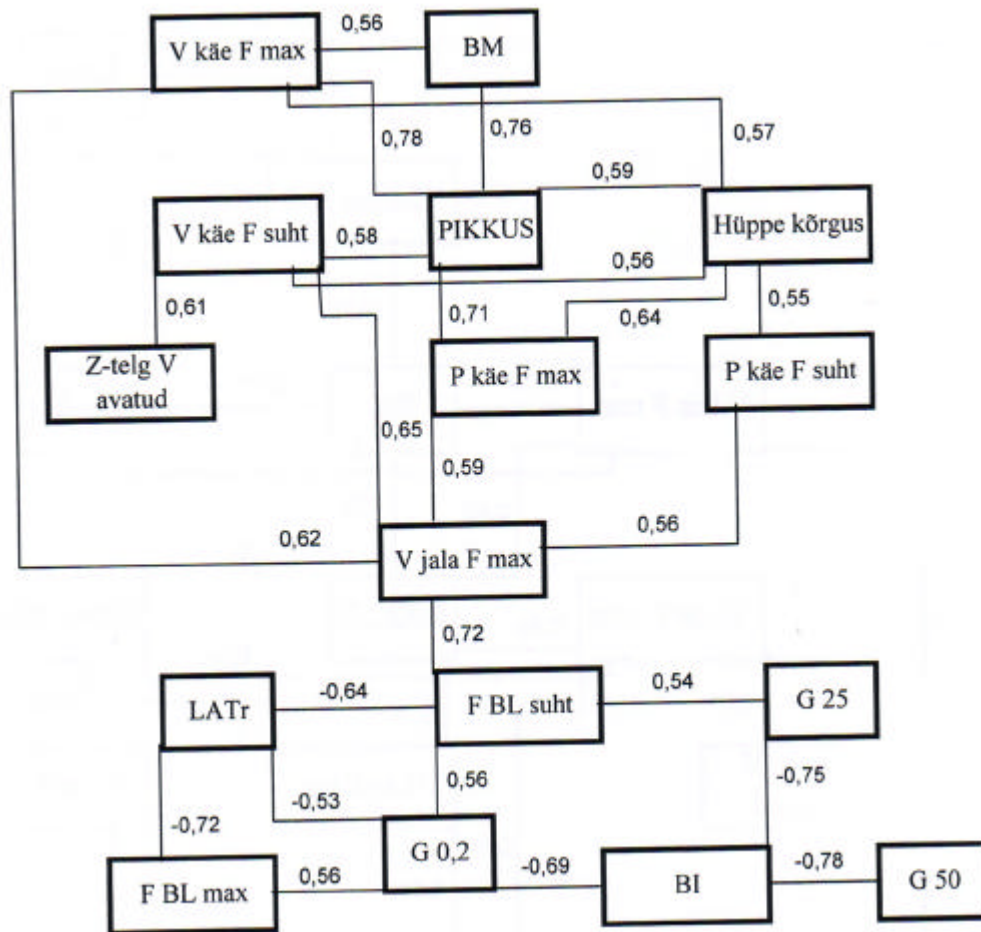 0,56
V käe F max
BM
0,78
0,76
0,57
0,59
V käe F suht
0,58
PIKKUS
Hüppe kõrgus
0,56
0,61
0,71
0,64
0,55
Z-telg V
avatud
P käe F max
P käe F suht
0,65
0,59
0,62
0,56
V jala F max
0,72
LATr
-0,64
F BL suht
0,54
G 25
0,56
-0,75
-0,53
-0,72
G 0,2
F BL max
0,56
-0,69
BI
-0,78
G 50